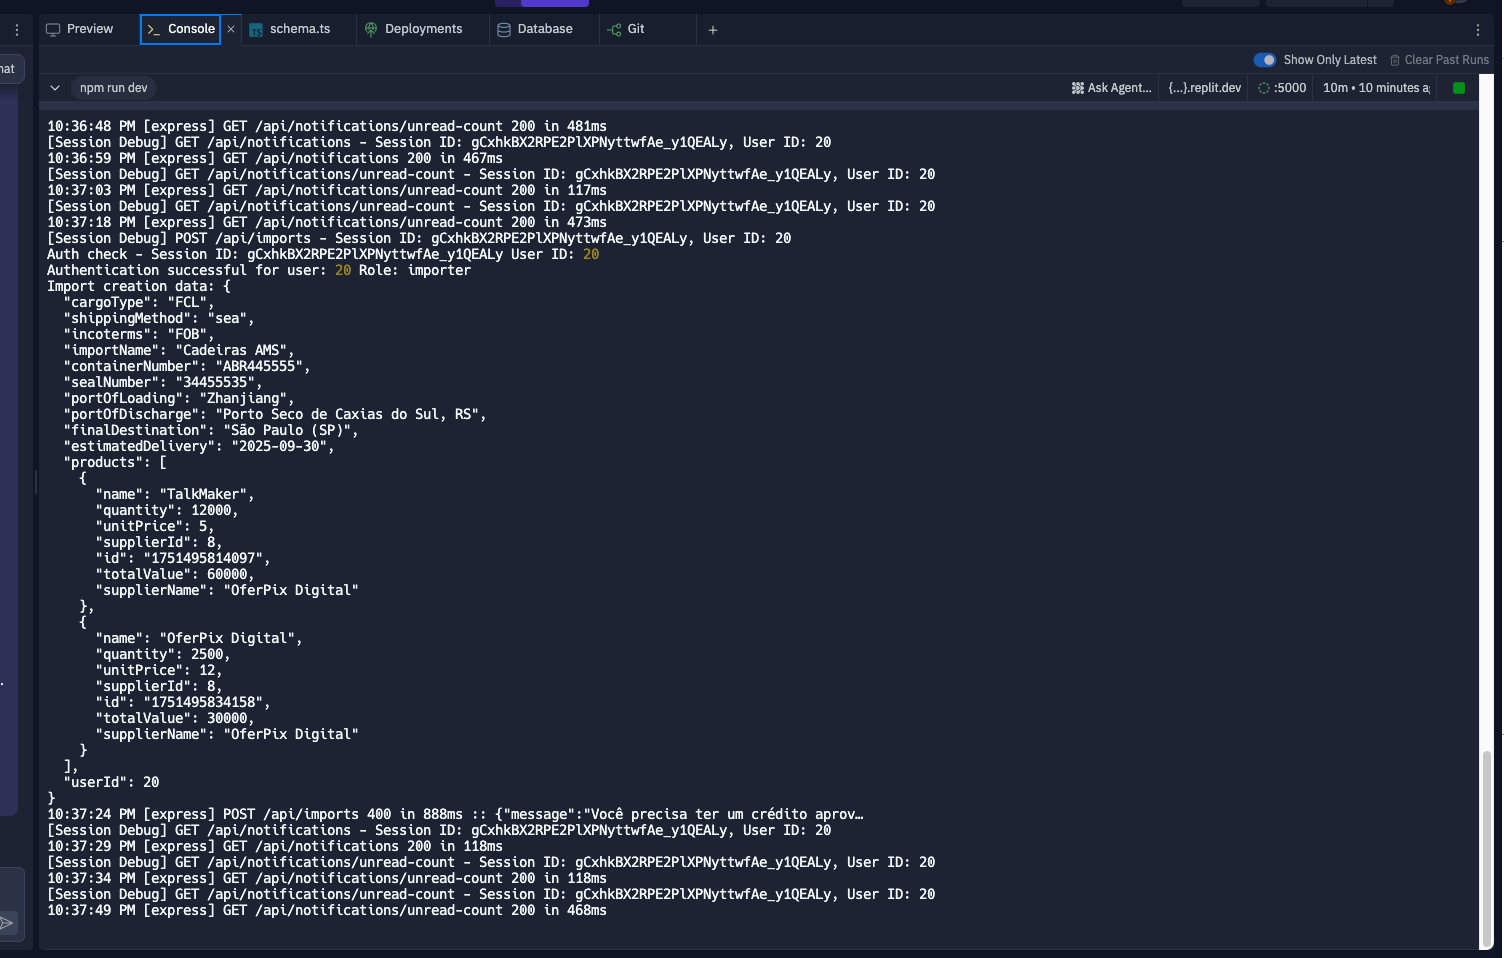 Preview
Console
schema.ts
Deployments
Database
Git
Show Only Latest
Clear Past Runs
npm run dev
Ask Agent...
{...}.replit.dev
:5000
10m • 10 minutes
10:36:48 PM [express] GET /api/notifications/unread-count 200 in 481ms
[Session Debug] GET /api/notifications - Session ID: gCxhkBX2RPE2PlXPNyttwfAe_y1QEALy, User ID: 20
10:36:59 PM [express] GET /api/notifications 200 in 467ms
[Session Debug] GET /api/notifications/unread-count - Session ID: gCxhkBX2RPE2PlXPNyttwfAe_y1QEALy, User ID: 20
10:37:03 PM [express] GET /api/notifications/unread-count 200 in 117ms
[Session Debug] GET /api/notifications/unread-count - Session ID: gCxhkBX2RPE2PlXPNyttwfAe_y1QEALy, User ID: 20
10:37:18 PM [express] GET /api/notifications/unread-count 200 in 473ms
[Session Debug] POST /api/imports - Session ID: gCxhkBX2RPE2PlXPNyttwfAe_y1QEALy, User ID: 20
Auth check - Session ID: gCxhkBX2RPE2PlXPNyttwfAe_y1QEALy User ID: 20
Authentication successful for user: 20 Role: importer
Import creation data: {
"cargoType": "FCL",
"shippingMethod": "sea",
"incoterms": "FOB",
"importName": "Cadeiras AMS",
"containerNumber": "ABR445555",
"sealNumber": "34455535",
"portOfLoading": "Zhanjiang",
"portOfDischarge": "Porto Seco de Caxias do Sul, RS",
"finalDestination": "São Paulo (SP)",
"estimatedDelivery": "2025-09-30",
"products": [
{
"name": "TalkMaker",
"quantity": 12000,
"unitPrice": 5,
"supplierId": 8,
"id": "1751495814097",
"totalValue": 60000,
"supplierName": "OferPix Digital"
},
{
"name": "OferPix Digital",
"quantity": 2500,
"unitPrice": 12,
"supplierId": 8,
"id": "1751495834158",
"totalValue": 30000,
"supplierName": "OferPix Digital"
}
],
"userId": 20
}
10:37:24 PM [express] POST /api/imports 400 in 888ms :: {"message":"Você precisa ter um crédito aprov…
[Session Debug] GET /api/notifications - Session ID: gCxhkBX2RPE2PlXPNyttwfAe_y1QEALy, User ID: 20
10:37:29 PM [express] GET /api/notifications 200 in 118ms
[Session Debug] GET /api/notifications/unread-count - Session ID: gCxhkBX2RPE2PlXPNyttwfAe_y1QEALy, User ID: 20
10:37:34 PM [express] GET /api/notifications/unread-count 200 in 118ms
[Session Debug] GET /api/notifications/unread-count - Session ID: gCxhkBX2RPE2PlXPNyttwfAe_y1QEALy, User ID: 20
10:37:49 PM [express] GET /api/notifications/unread-count 200 in 468ms